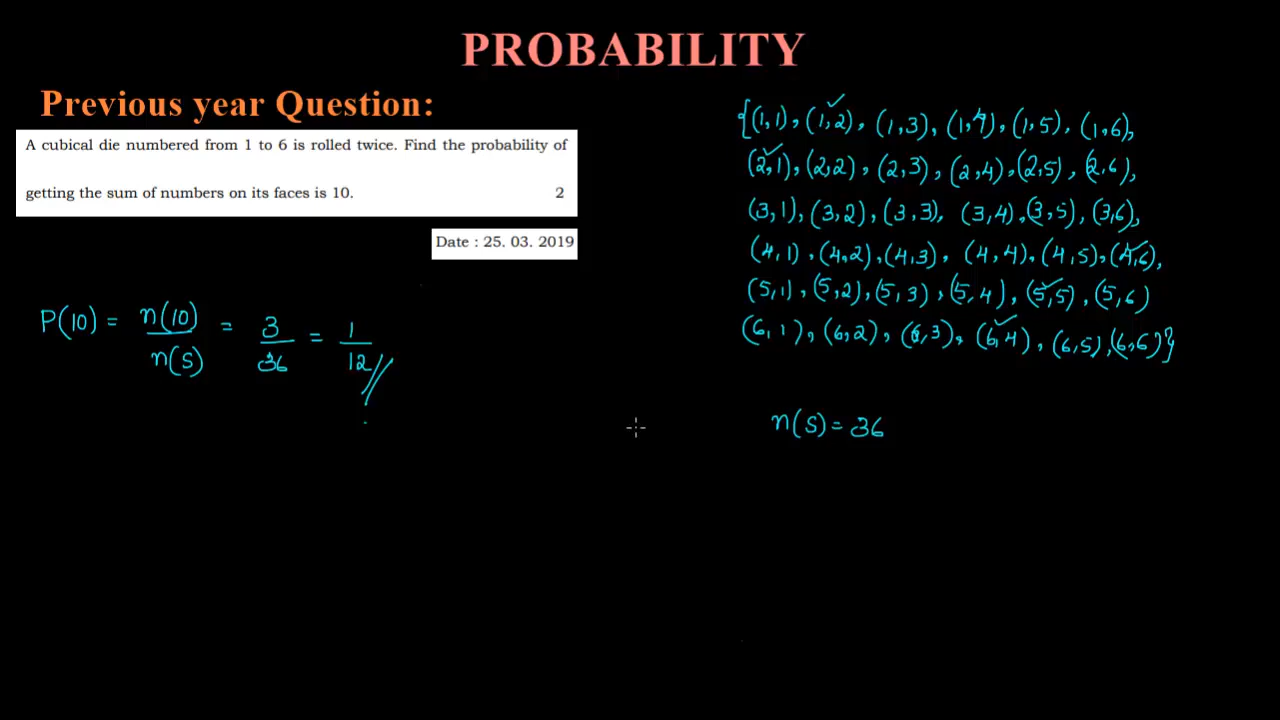 PROBABILITY
Previous year Question:
A cubical die numbered from 1 to 6 is rolled twice. Find the probability of
getting the sum of numbers on its faces is 10. 2
Date : 25. 03. 2019
P(10) = n(10)/n(S) = 3/36 = 1/12//
{(1,1), (1,2), (1,3), (1,4), (1,5), (1,6),
(2,1), (2,2), (2,3), (2,4), (2,5), (2,6),
(3,1), (3,2), (3,3), (3,4), (3,5), (3,6),
(4,1), (4,2), (4,3), (4,4), (4,5), (4,6),
(5,1), (5,2), (5,3), (5,4), (5,5), (5,6)
(6,1), (6,2), (6,3), (6,4), (6,5), (6,6)}
n(S) = 36